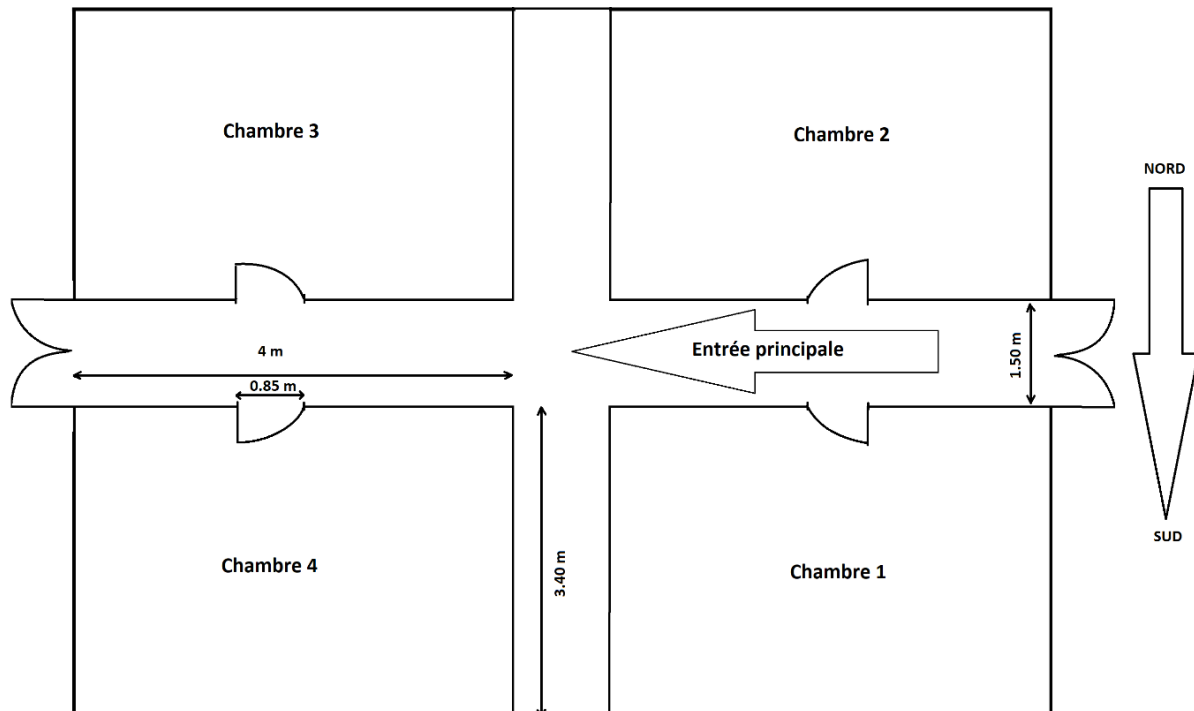 Chambre 3
Chambre 2
NORD
Entrée principale
4 m
1.50 m
0.85 m
SUD
Chambre 4
3.40 m
Chambre 1